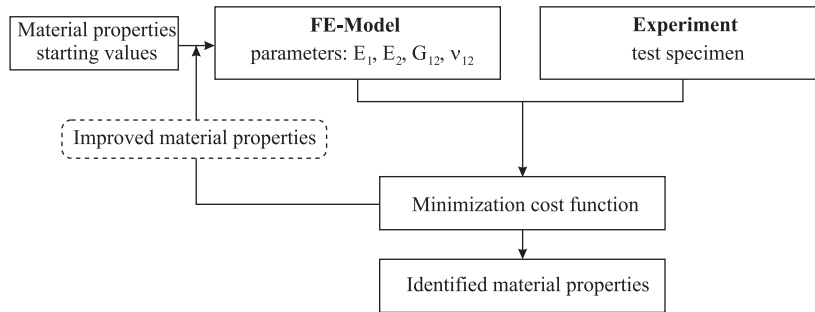 Material properties
starting values
FE-Model
parameters: E₁, E₂, G₁₂, ν₁₂
Experiment
test specimen
Improved material properties
Minimization cost function
Identified material properties